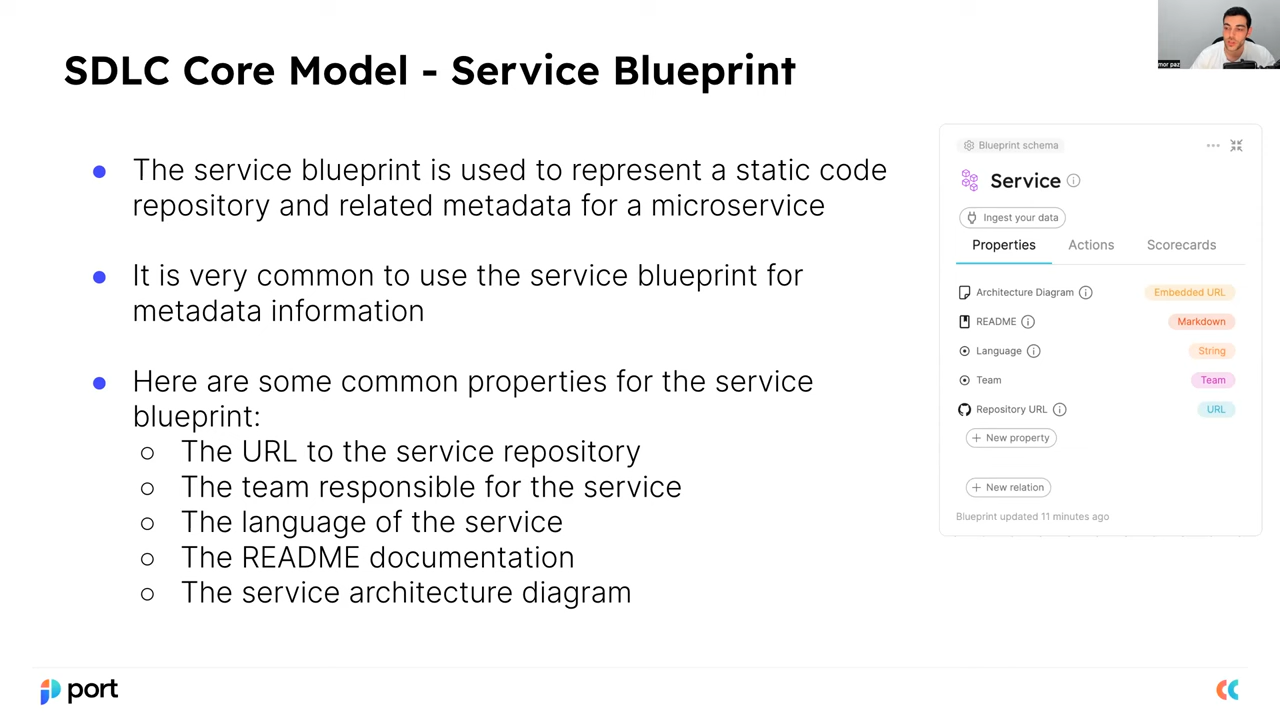 SDLC Core Model - Service Blueprint
mor paz
The service blueprint is used to represent a static code
repository and related metadata for a microservice
It is very common to use the service blueprint for
metadata information
Here are some common properties for the service
blueprint:
The URL to the service repository
The team responsible for the service
The language of the service
The README documentation
The service architecture diagram
Blueprint schema
Service
Ingest your data
Properties Actions Scorecards
Architecture Diagram Embedded URL
README Markdown
Language String
Team Team
Repository URL URL
+ New property
+ New relation
Blueprint updated 11 minutes ago
port